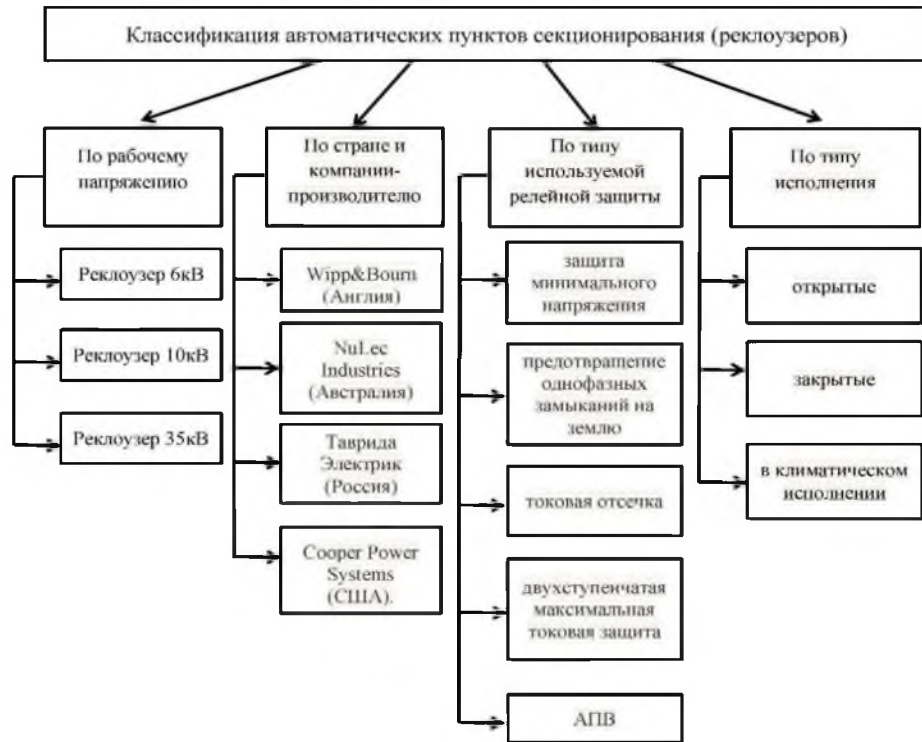 Классификация автоматических пунктов секционирования (реклоузеров)
По рабочему
напряжению
Реклоузер 6кВ
Реклоузер 10кВ
Реклоузер 35кВ
По стране и
компании-
производителю
Wipp&Bourn
(Англия)
NuLec
Industries
(Австралия)
Таврида
Электрик
(Россия)
Cooper Power
Systems
(США).
По типу
используемой
релейной защиты
защита
минимального
напряжения
предотвращение
однофазных
замыканий на
землю
токовая отсечка
двухступенчатая
максимальная
токовая защита
АПВ
По типу
исполнения
открытые
закрытые
в климатическом
исполнении